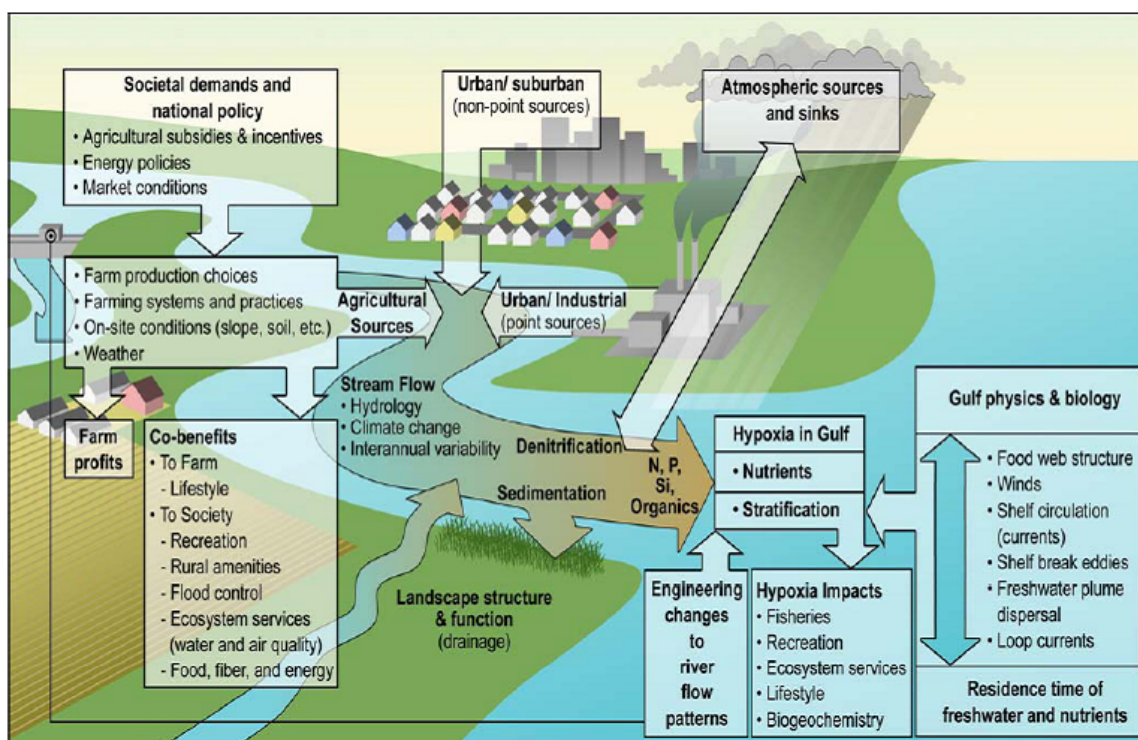 Societal demands and
national policy
• Agricultural subsidies & incentives
• Energy policies
• Market conditions
Urban/ suburban
(non-point sources)
Atmospheric sources
and sinks
• Farm production choices
• Farming systems and practices
• On-site conditions (slope, soil, etc.)
• Weather
Agricultural
Sources
Urban/ Industrial
(point sources)
Farm
profits
Co-benefits
• To Farm
- Lifestyle
• To Society
- Recreation
- Rural amenities
- Flood control
- Ecosystem services
(water and air quality)
- Food, fiber, and energy
Stream Flow
• Hydrology
• Climate change
• Interannual variability
Denitrification
Sedimentation
N, P,
Si,
Organics
Landscape structure
& function
(drainage)
Hypoxia in Gulf
• Nutrients
• Stratification
Engineering
changes
to
river
flow
patterns
Hypoxia Impacts
• Fisheries
• Recreation
• Ecosystem services
• Lifestyle
• Biogeochemistry
Gulf physics & biology
• Food web structure
• Winds
• Shelf circulation
(currents)
• Shelf break eddies
• Freshwater plume
dispersal
• Loop currents
Residence time of
freshwater and nutrients